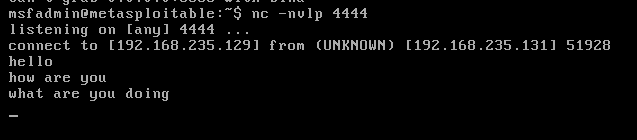 msfadmin@metasploitable:~$ nc -nvlp 4444
listening on [any] 4444 ...
connect to [192.168.235.129] from (UNKNOWN) [192.168.235.131] 51928
hello
how are you
what are you doing